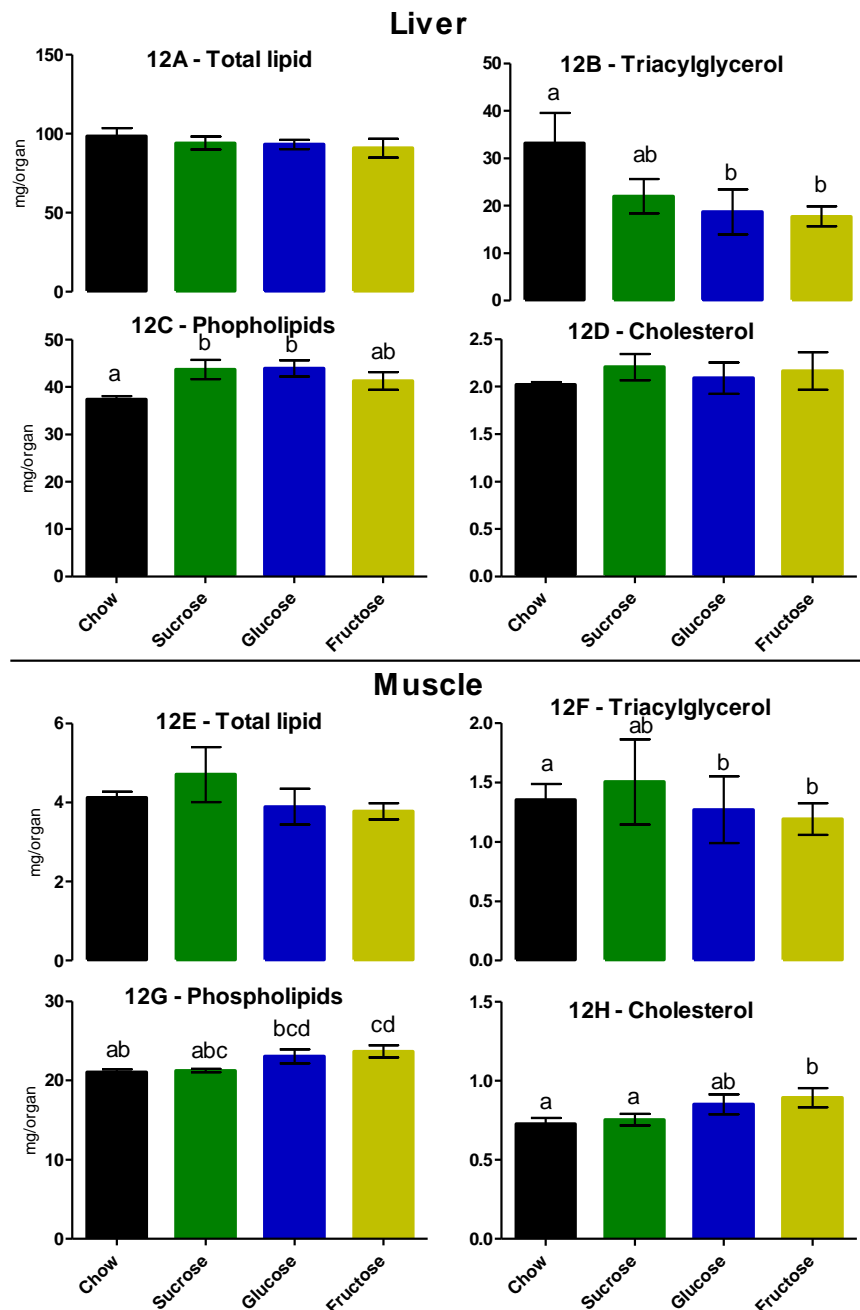 Liver
12A - Total lipid
mg/organ
150
100
50
0
12B - Triacylglycerol
50
40
30
20
10
0
a
ab
b
b
12C - Phopholipids
mg/organ
50
40
30
20
10
0
a
b
b
ab
Chow
Sucrose
Glucose
Fructose
12D - Cholesterol
2.5
2.0
1.5
1.0
0.5
0.0
Chow
Sucrose
Glucose
Fructose
Muscle
12E - Total lipid
mg/organ
6
4
2
0
12F - Triacylglycerol
2.0
1.5
1.0
0.5
0.0
a
ab
b
b
12G - Phospholipids
mg/organ
30
20
10
0
ab
abc
bcd
cd
Chow
Sucrose
Glucose
Fructose
12H - Cholesterol
1.5
1.0
0.5
0.0
a
a
ab
b
Chow
Sucrose
Glucose
Fructose